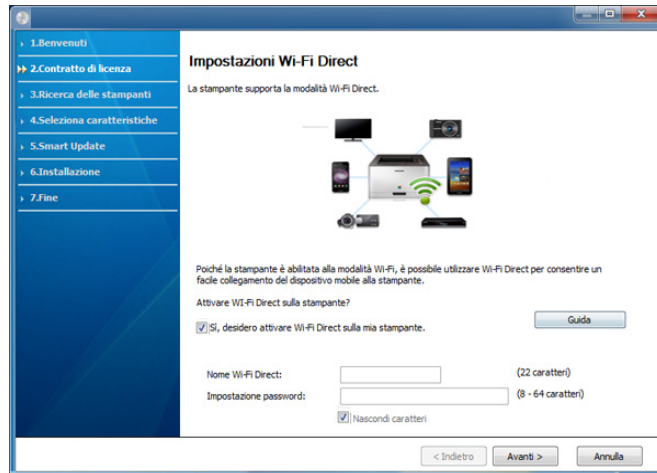 1.Benvenuti
2.Contratto di licenza
3.Ricerca delle stampanti
4.Seleziona caratteristiche
5.Smart Update
6.Installazione
7.Fine
Impostazioni Wi-Fi Direct
La stampante supporta la modalità Wi-Fi Direct.
Poiché la stampante è abilitata alla modalità Wi-Fi, è possibile utilizzare Wi-Fi Direct per consentire un
facile collegamento del dispositivo mobile alla stampante.
Attivare WI-Fi Direct sulla stampante?
Sì, desidero attivare Wi-Fi Direct sulla mia stampante.
Guida
Nome Wi-Fi Direct: (22 caratteri)
Impostazione password: (8 - 64 caratteri)
Nascondi caratteri
< Indietro Avanti > Annulla